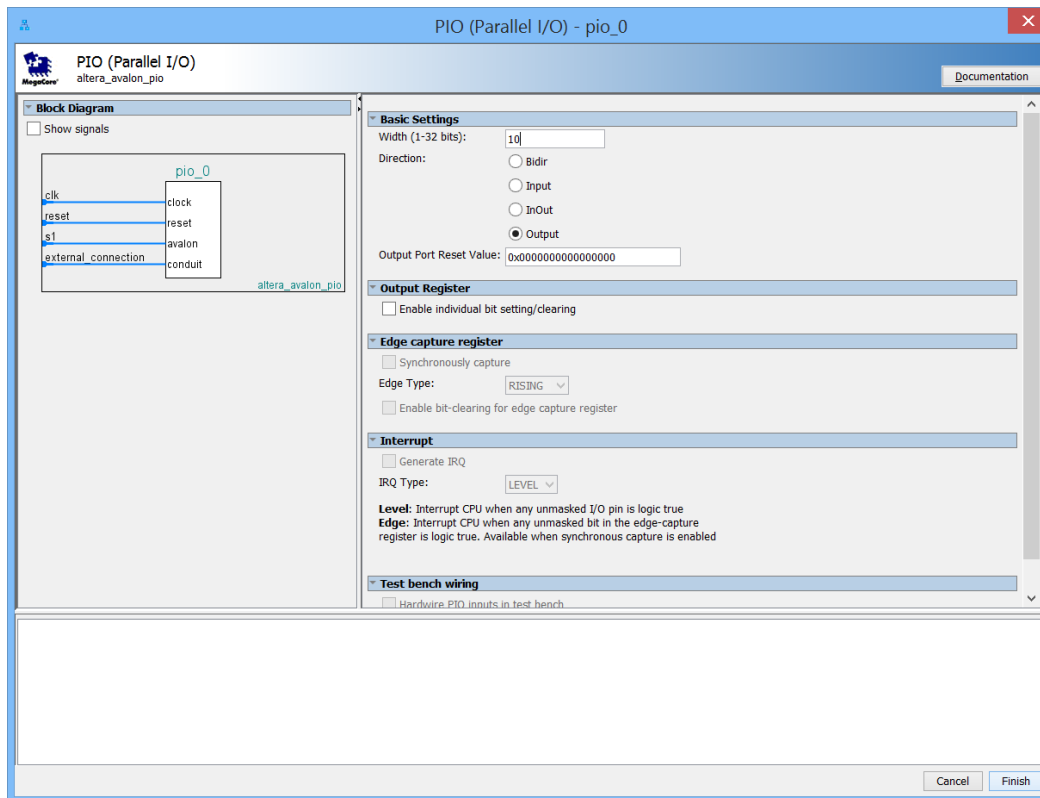 PIO (Parallel I/O) - pio_0
PIO (Parallel I/O)
MegaCore'
altera_avalon_pio
Documentation
Block Diagram
Show signals
pio_0
clk
clock
reset
reset
s1
avalon
external_connection
conduit
altera_avalon_pio
Basic Settings
Width (1-32 bits):
10
Direction:
Bidir
Input
InOut
Output
Output Port Reset Value:
0x0000000000000000
Output Register
Enable individual bit setting/clearing
Edge capture register
Synchronously capture
Edge Type:
RISING
Enable bit-clearing for edge capture register
Interrupt
Generate IRQ
IRQ Type:
LEVEL
Level: Interrupt CPU when any unmasked I/O pin is logic true
Edge: Interrupt CPU when any unmasked bit in the edge-capture
register is logic true. Available when synchronous capture is enabled
Test bench wiring
Hardwire PIO inputs in test bench
Cancel
Finish